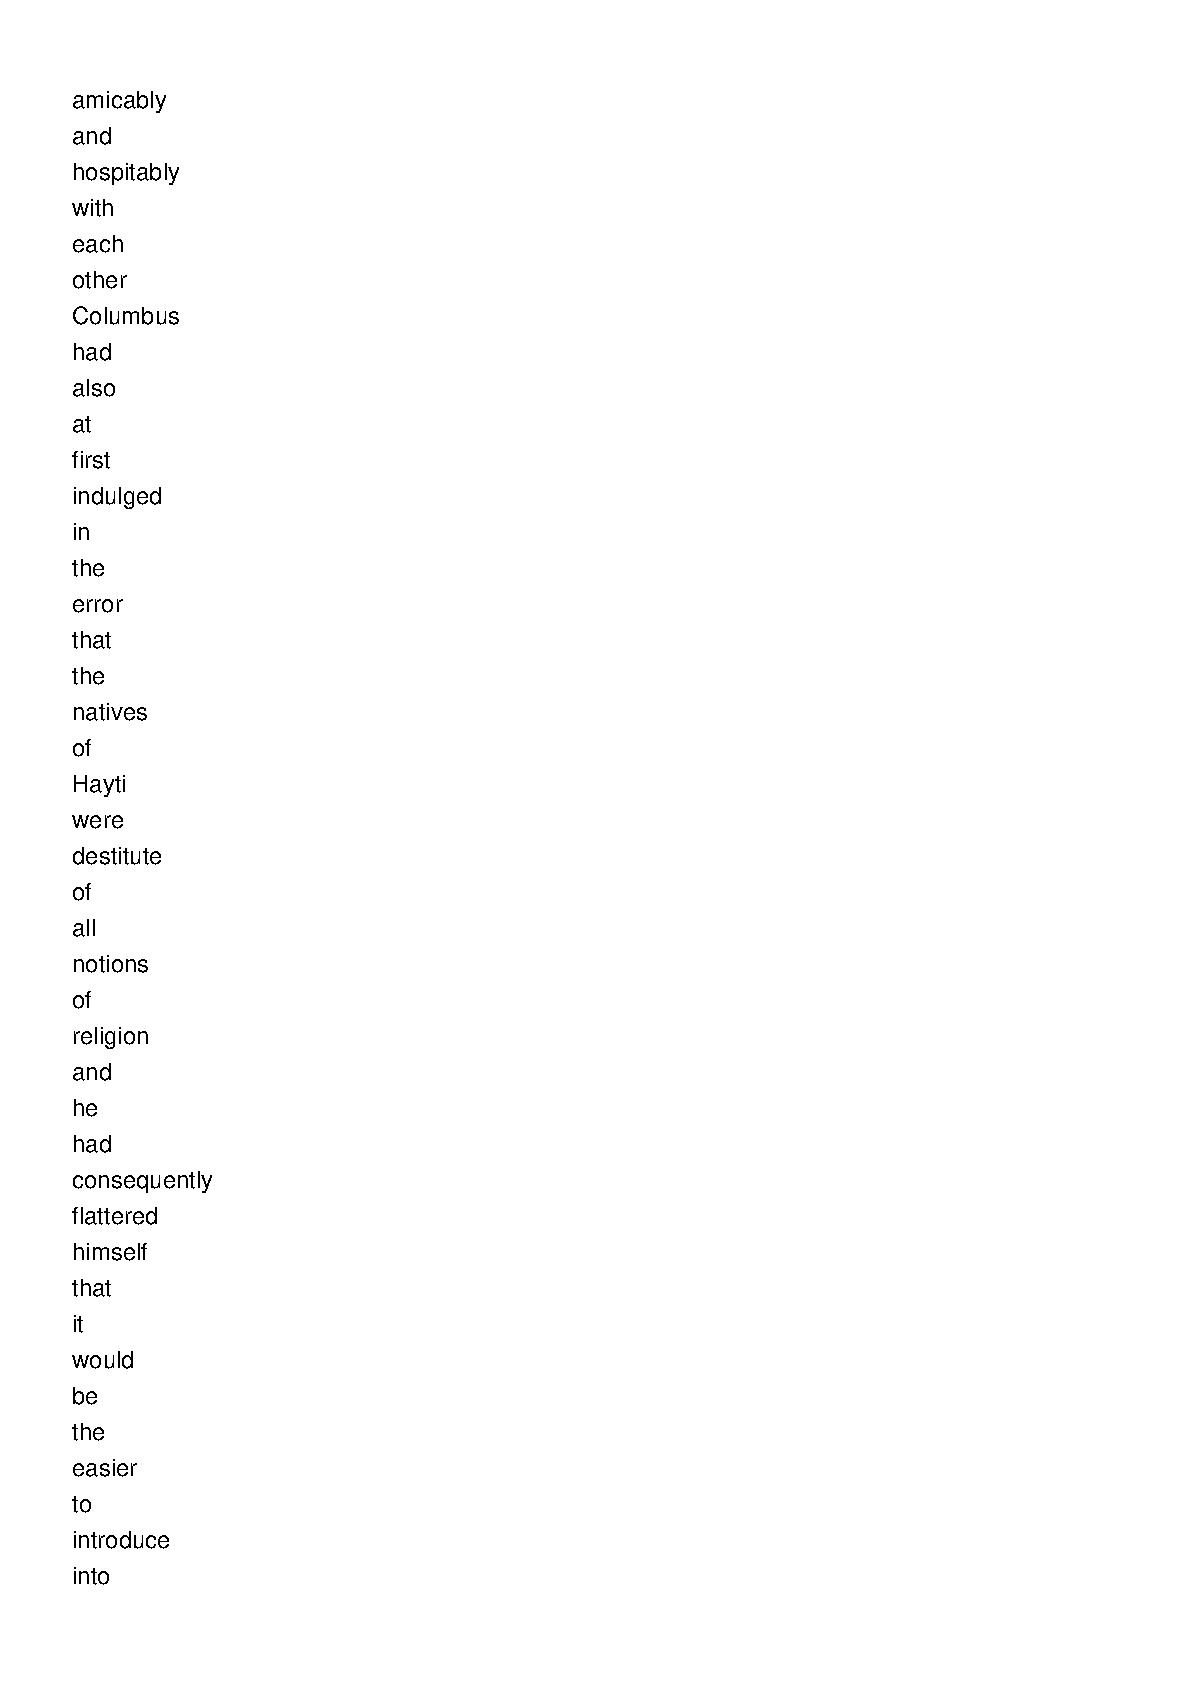 amicably
and
hospitably
with
each
other
Columbus
had
also
at
first
indulged
in
the
error
that
the
natives
of
Hayti
were
destitute
of
all
notions
of
religion
and
he
had
consequently
flattered
himself
that
it
would
be
the
easier
to
introduce
into